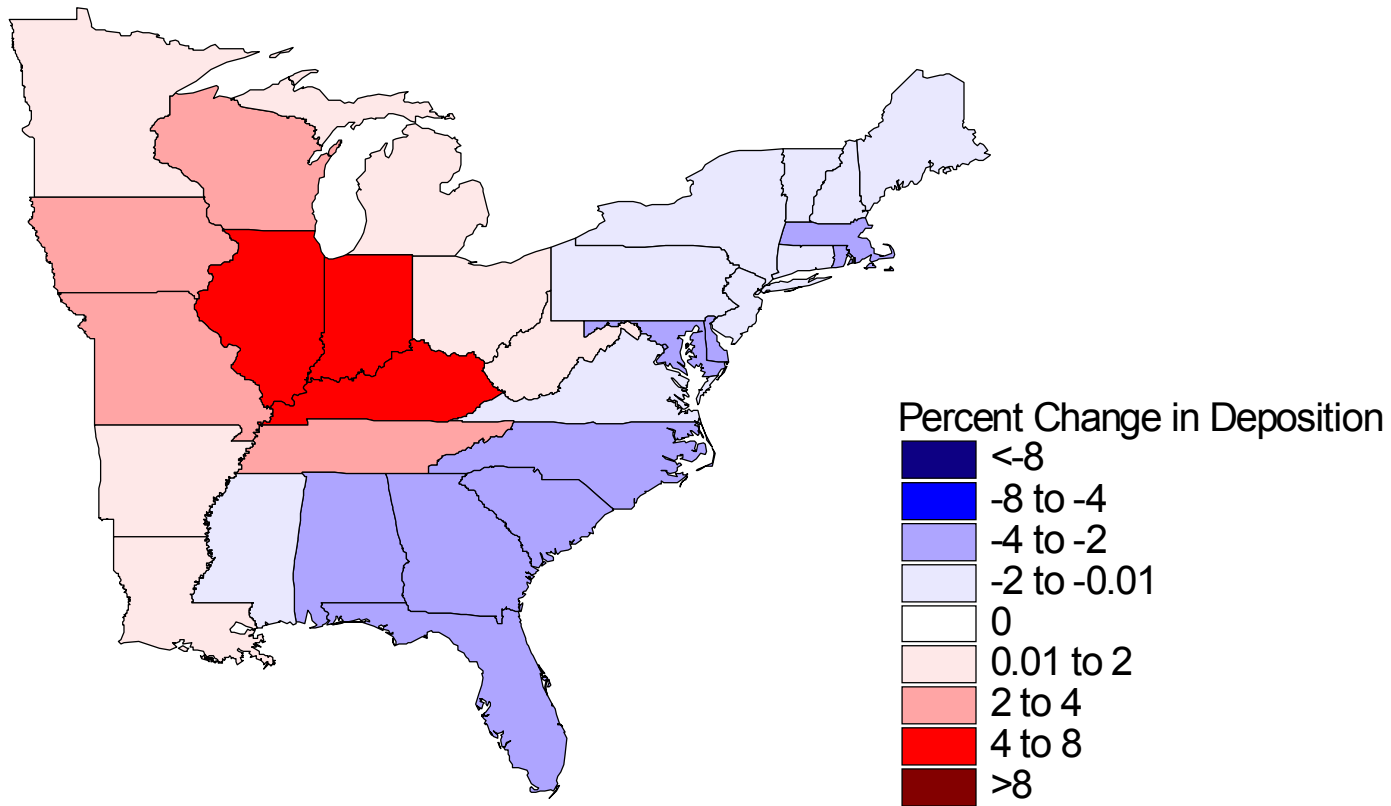 Percent Change in Deposition
<-8
-8 to -4
-4 to -2
-2 to -0.01
0
0.01 to 2
2 to 4
4 to 8
>8